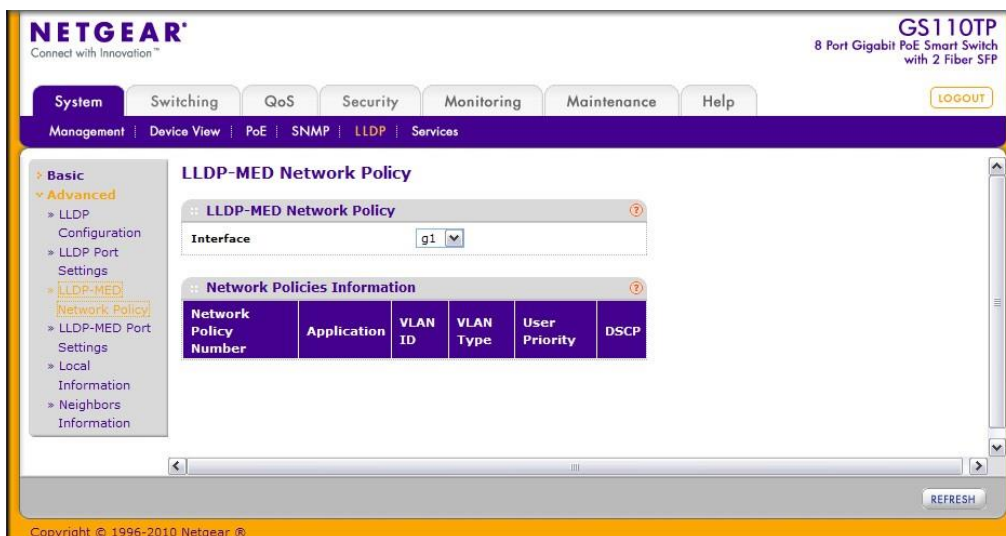 NETGEAR®
Connect with Innovation™
GS110TP
8 Port Gigabit PoE Smart Switch
with 2 Fiber SFP
System
Switching
QoS
Security
Monitoring
Maintenance
Help
LOGOUT
Management
Device View
PoE
SNMP
LLDP
Services
Basic
Advanced
» LLDP
Configuration
» LLDP Port
Settings
» LLDP-MED
Network Policy
» LLDP-MED Port
Settings
» Local
Information
» Neighbors
Information
LLDP-MED Network Policy
LLDP-MED Network Policy
?
Interface
g1
Network Policies Information
?
Network
Policy
Number
Application
VLAN
ID
VLAN
Type
User
Priority
DSCP
REFRESH
Copyright © 1996-2010 Netgear ®